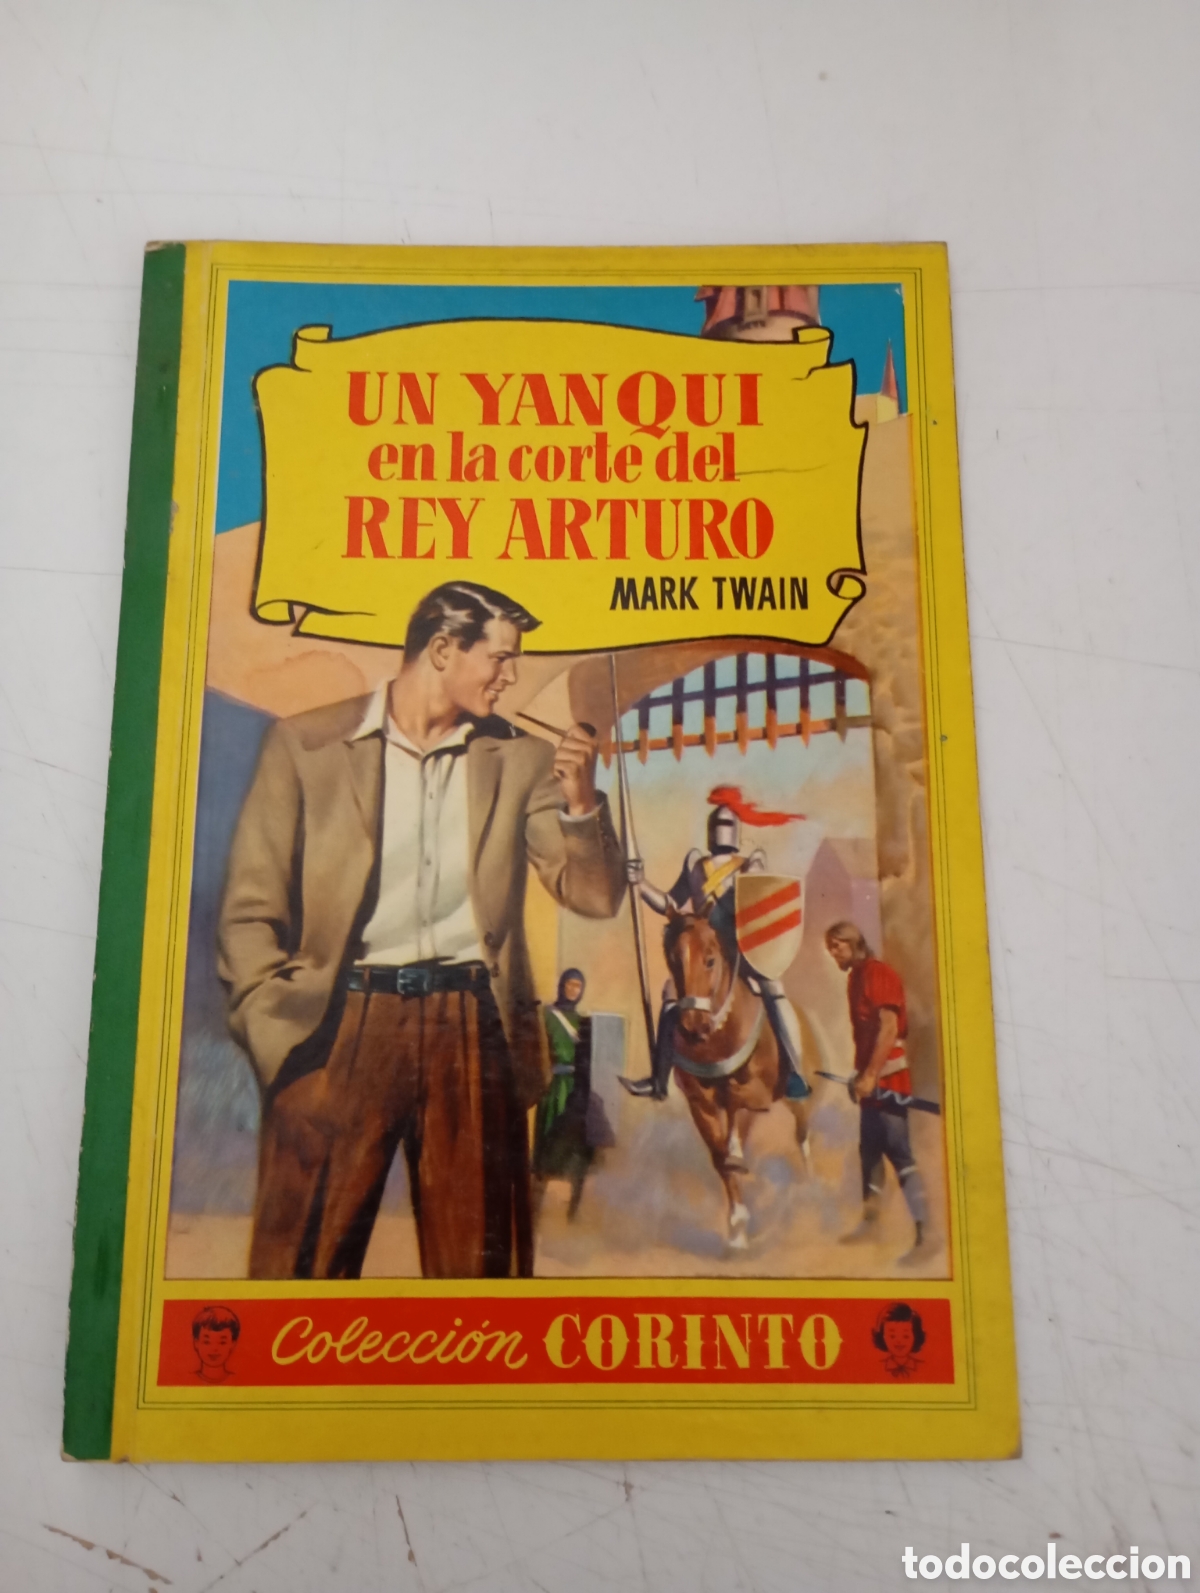 UN YANQUI
en la corte del
REY ARTURO
MARK TWAIN
Colección CORINTO
todocoleccion